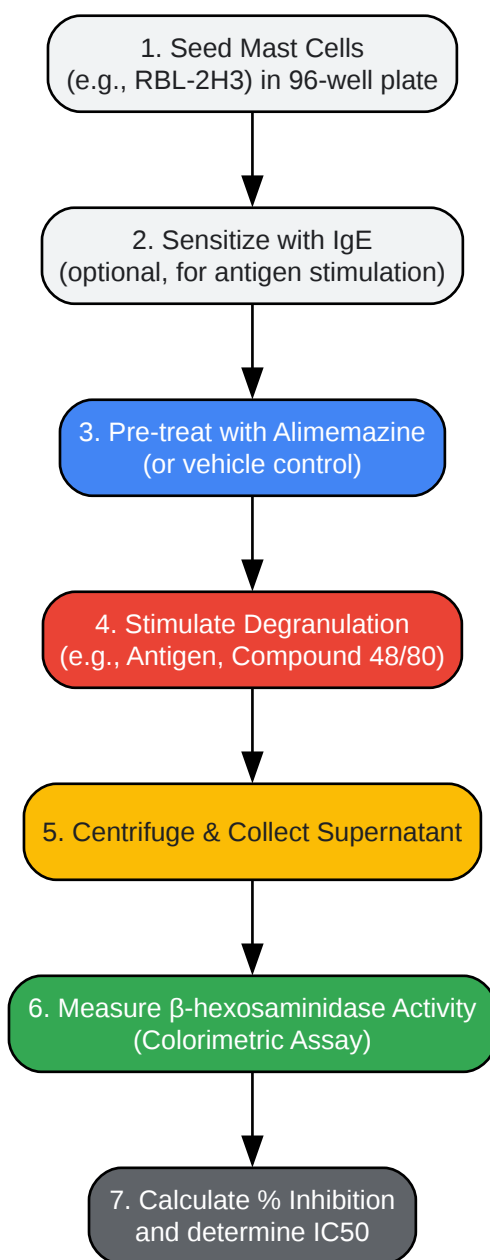 1. Seed Mast Cells
(e.g., RBL-2H3) in 96-well plate
2. Sensitize with IgE
(optional, for antigen stimulation)
3. Pre-treat with Alimemazine
(or vehicle control)
4. Stimulate Degranulation
(e.g., Antigen, Compound 48/80)
5. Centrifuge & Collect Supernatant
6. Measure β-hexosaminidase Activity
(Colorimetric Assay)
7. Calculate % Inhibition
and determine IC50